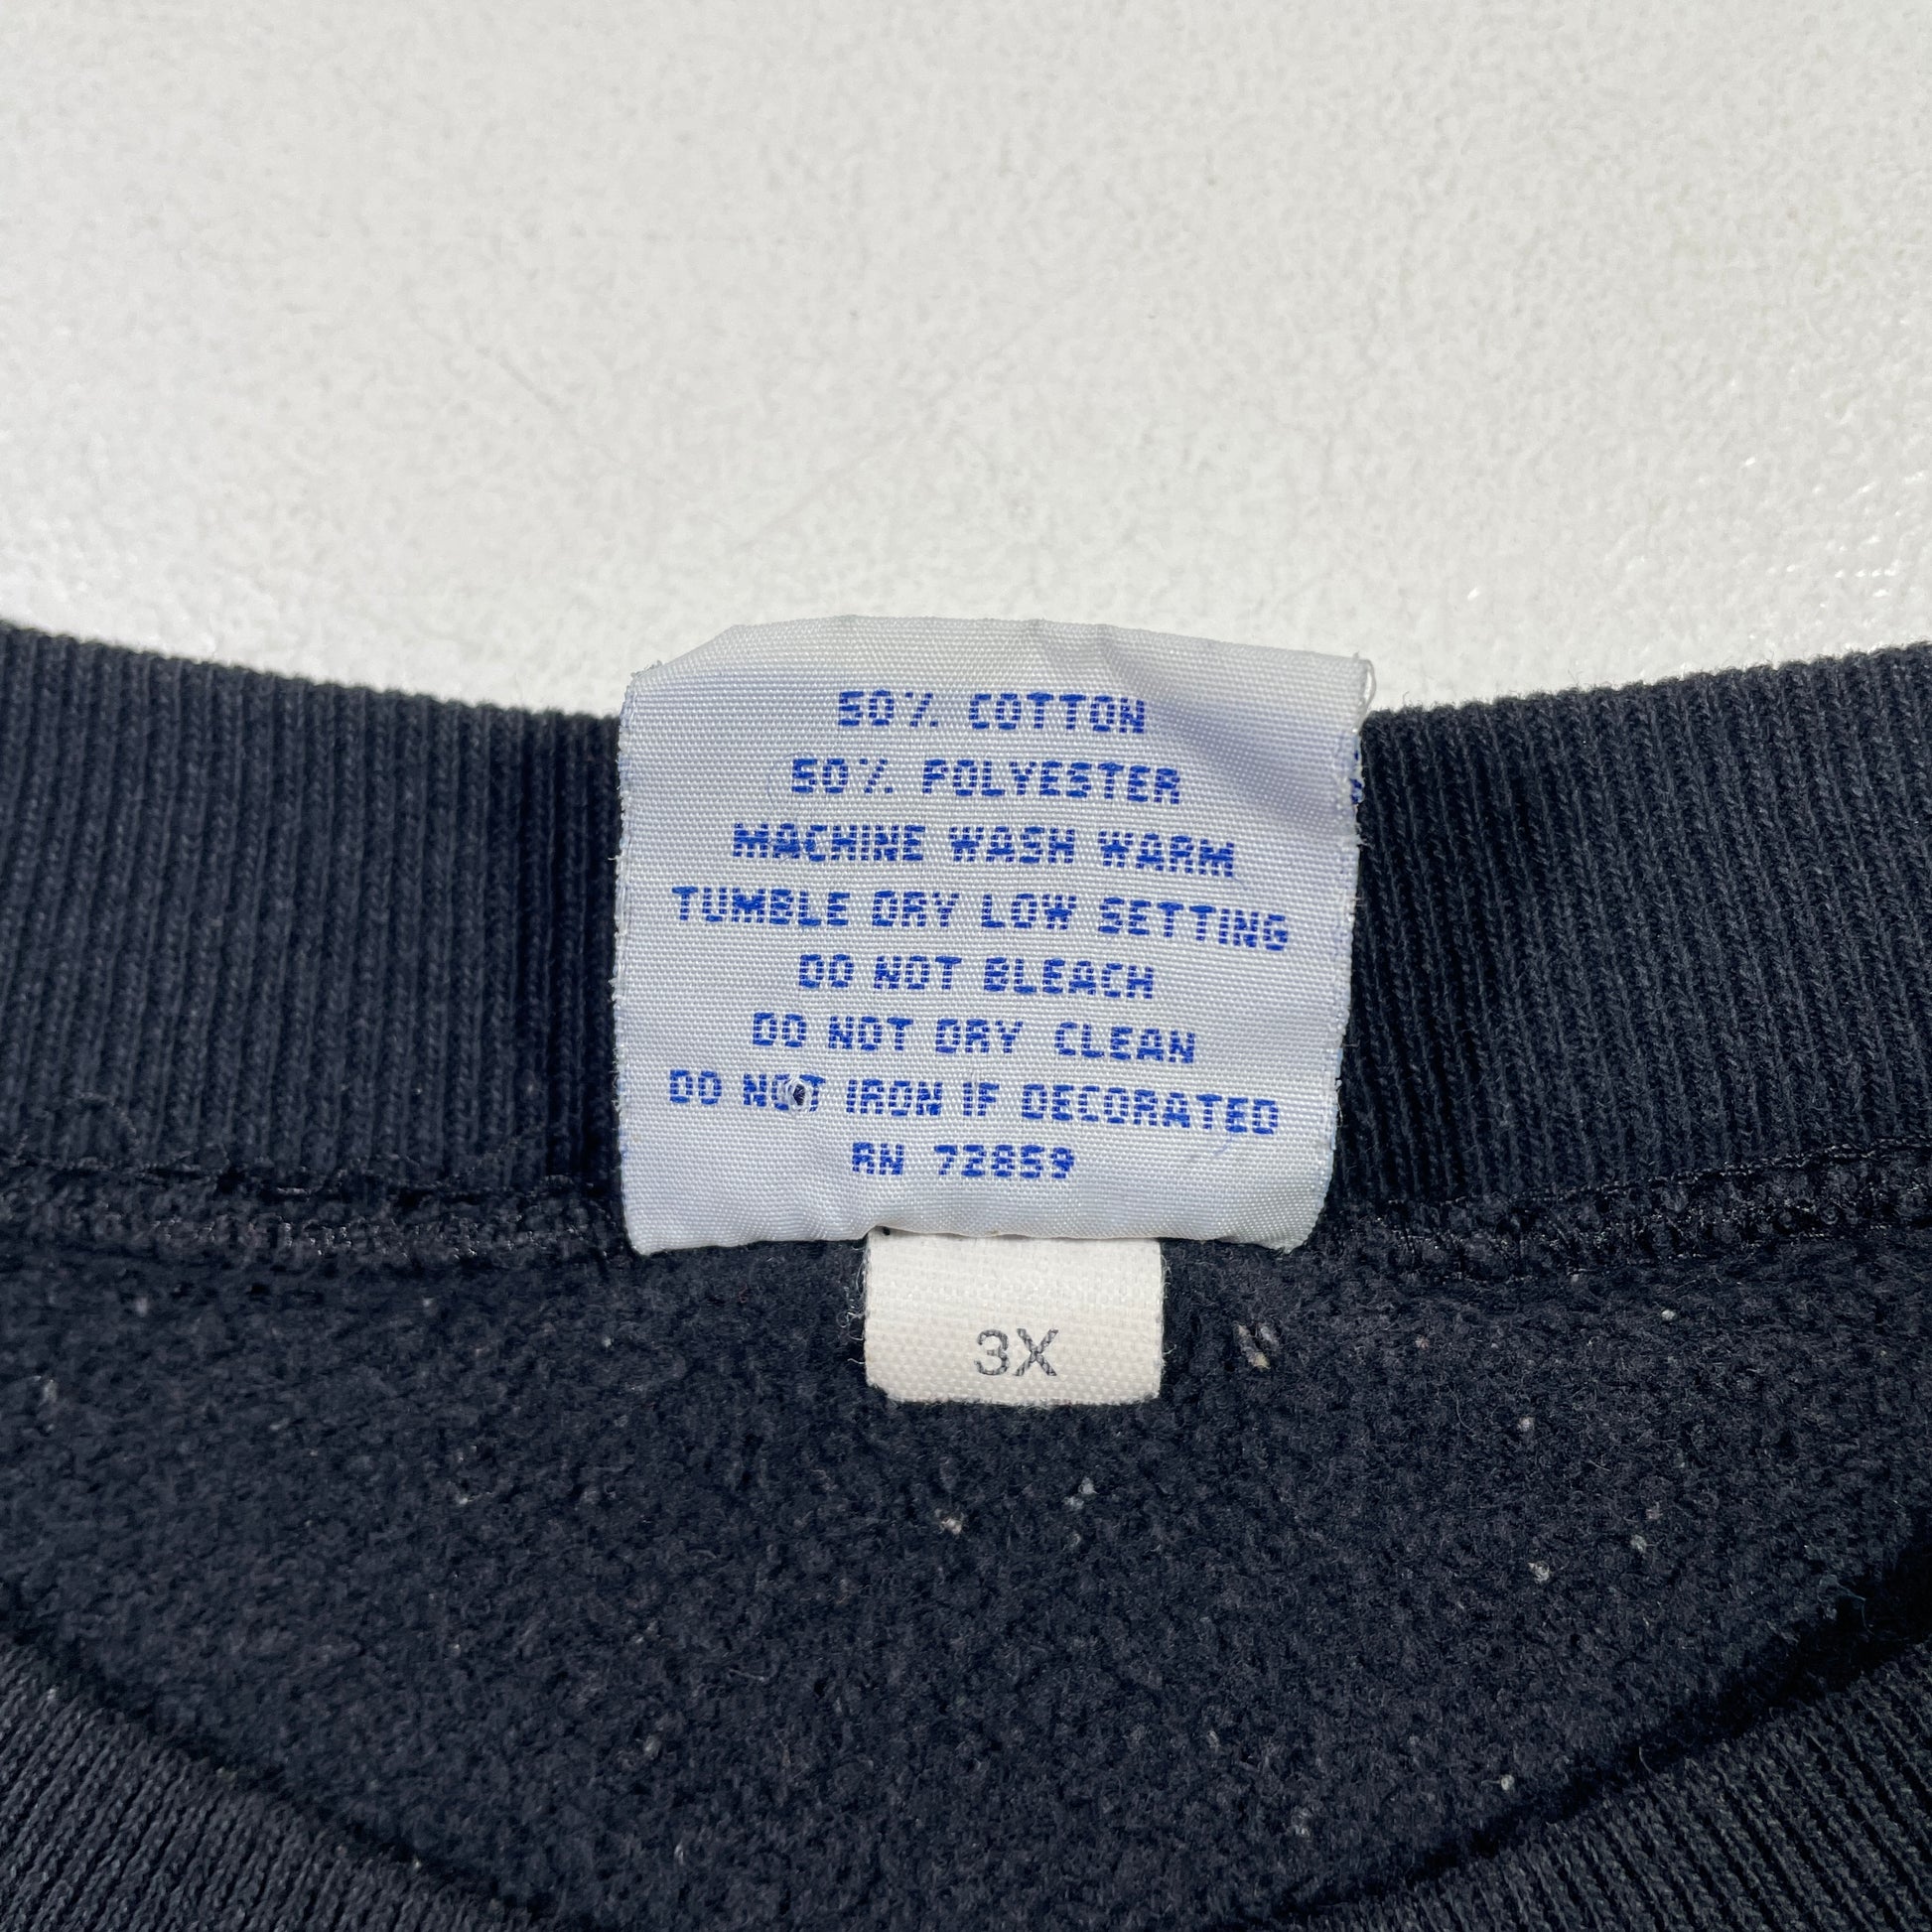 50% COTTON
50% POLYESTER
MACHINE WASH WARM
TUMBLE DRY LOW SETTING
DO NOT BLEACH
DO NOT DRY CLEAN
DO NOT IRON IF DECORATED
RN 72859
3X